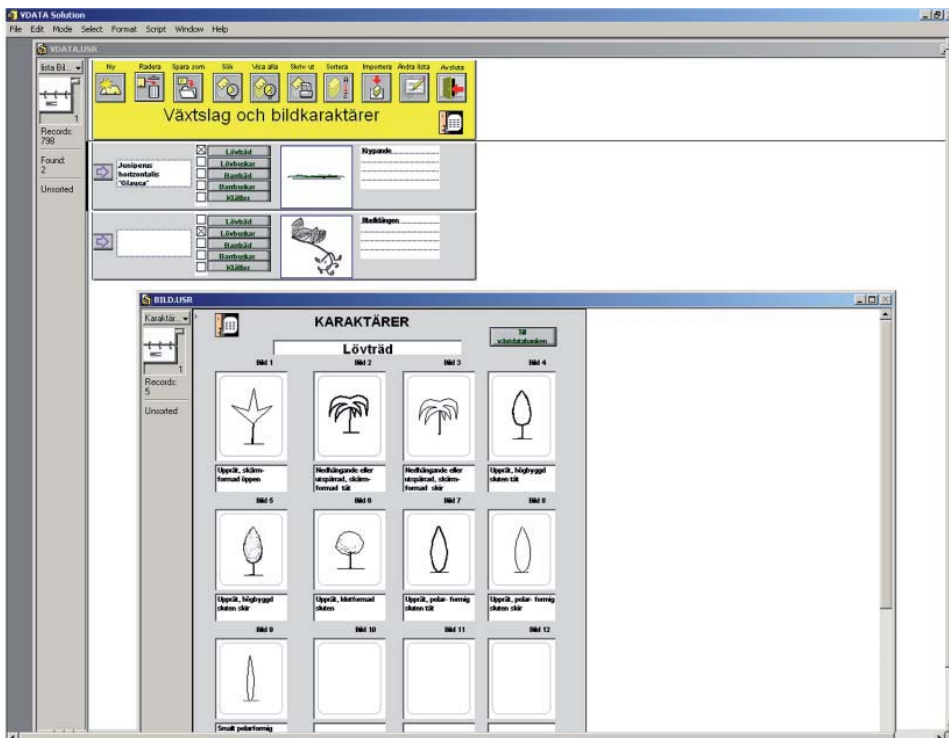 VDATA Solution
File Edit Mode Select Format Script Window Help
VDATA.USR
lista Bil...
Ny Radera Spara som Sök Visa alla Skriv ut Sortera Importera Ändra lista Avsluta
Växtslag och bildkaraktärer
1
Records:
798
Found:
2
Unsorted
Juniperus
horizontalis
"Glauca"
Lövträd
Lövbuskar
Barrträd
Barrbuskar
Klätter
Krypande
Lövträd
Lövbuskar
Barrträd
Barrbuskar
Klätter
Bladklängen
BILD.USR
Karaktär...
1
Records:
5
Unsorted
KARAKTÄRER
Till
växtdatabanken
Lövträd
Bild 1 Bild 2 Bild 3 Bild 4
Upprät, skärm-
formad öppen
Nedhängande eller
utspärrad, skärm-
formad tät
Nedhängande eller
utspärrad, skärm-
formad skir
Upprät, högbyggd
sluten tät
Bild 5 Bild 6 Bild 7 Bild 8
Upprät, högbyggd
sluten skir
Upprät, klotformad
sluten
Upprät, pelar- formig
sluten tät
Upprät, pelar- formig
sluten skir
Bild 9 Bild 10 Bild 11 Bild 12
Smalt pelarformig